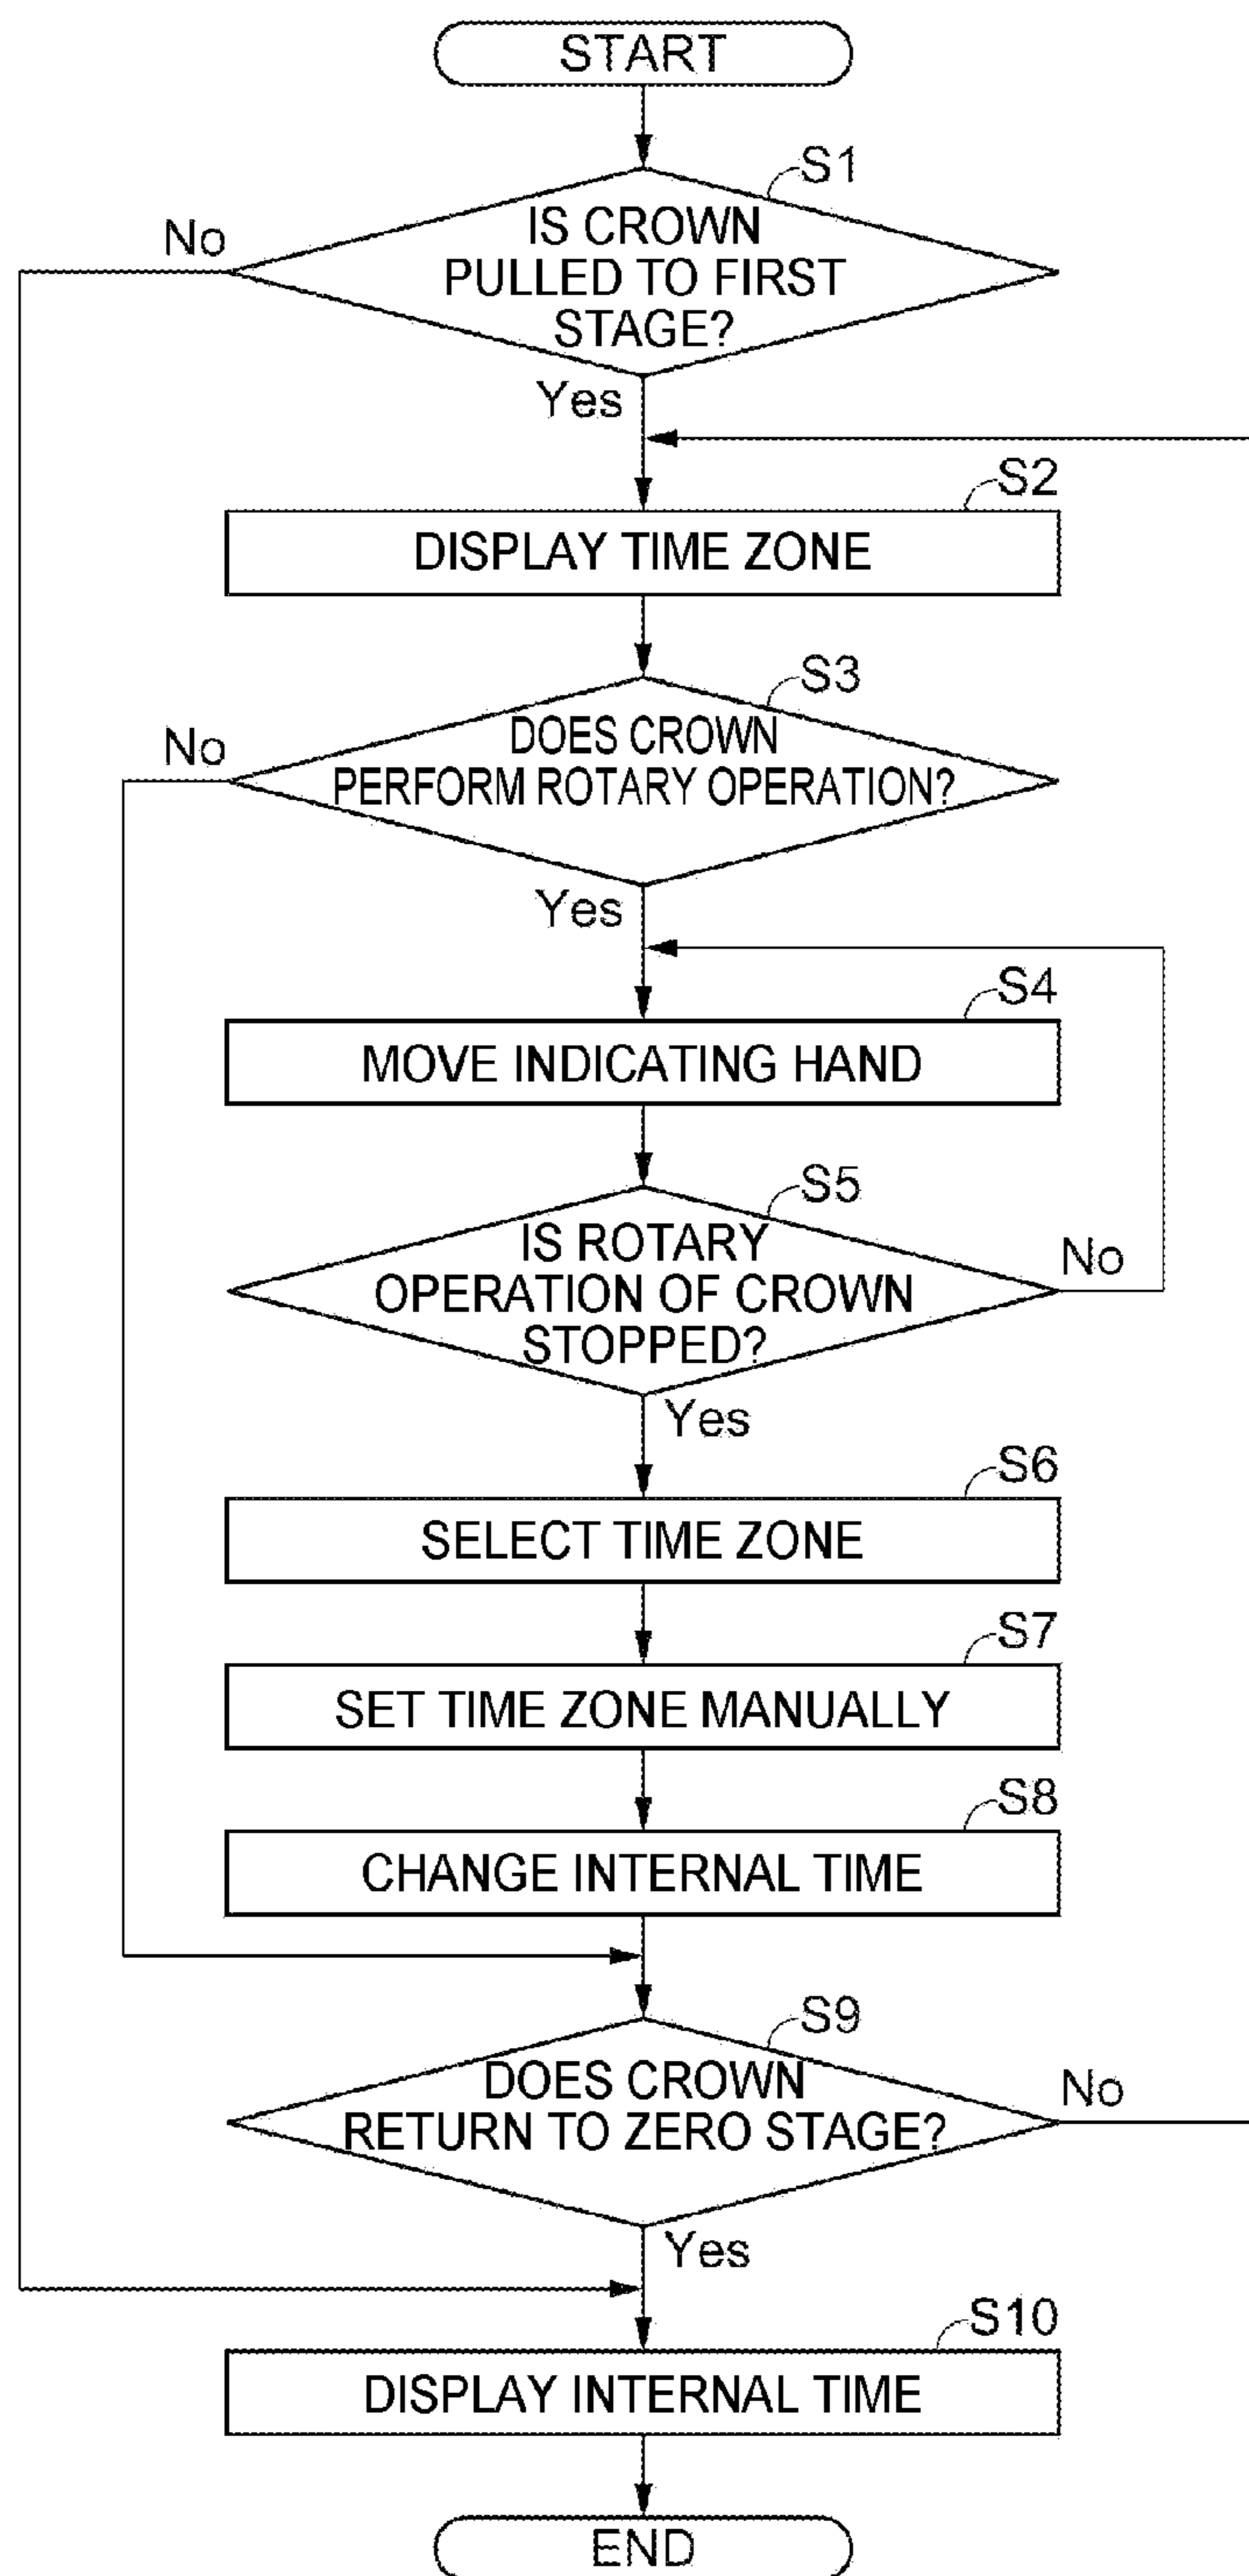 START
S1
IS CROWN
PULLED TO FIRST
STAGE?
No
Yes
S2
DISPLAY TIME ZONE
S3
DOES CROWN
PERFORM ROTARY OPERATION?
No
Yes
S4
MOVE INDICATING HAND
S5
IS ROTARY
OPERATION OF CROWN
STOPPED?
No
Yes
S6
SELECT TIME ZONE
S7
SET TIME ZONE MANUALLY
S8
CHANGE INTERNAL TIME
S9
DOES CROWN
RETURN TO ZERO STAGE?
No
Yes
S10
DISPLAY INTERNAL TIME
END